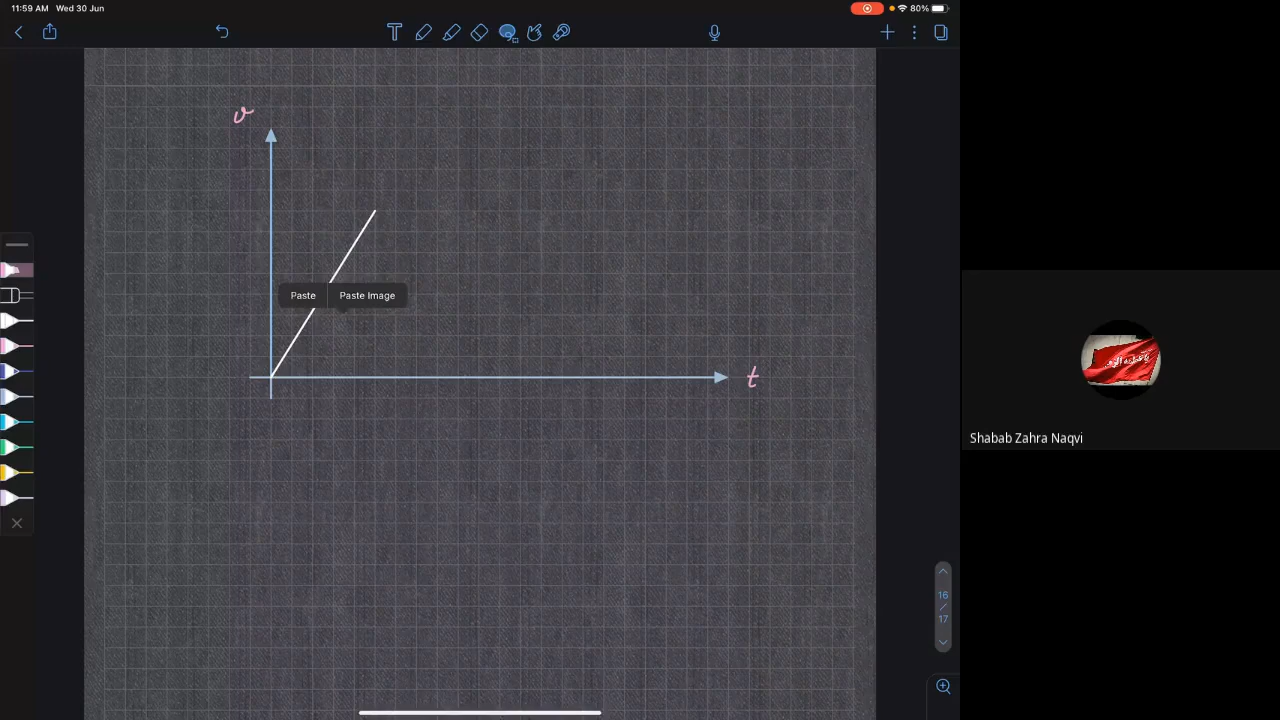 11:59 AM Wed 30 Jun
80%
T
v
Paste
Paste Image
t
Shabab Zahra Naqvi
16
/
17